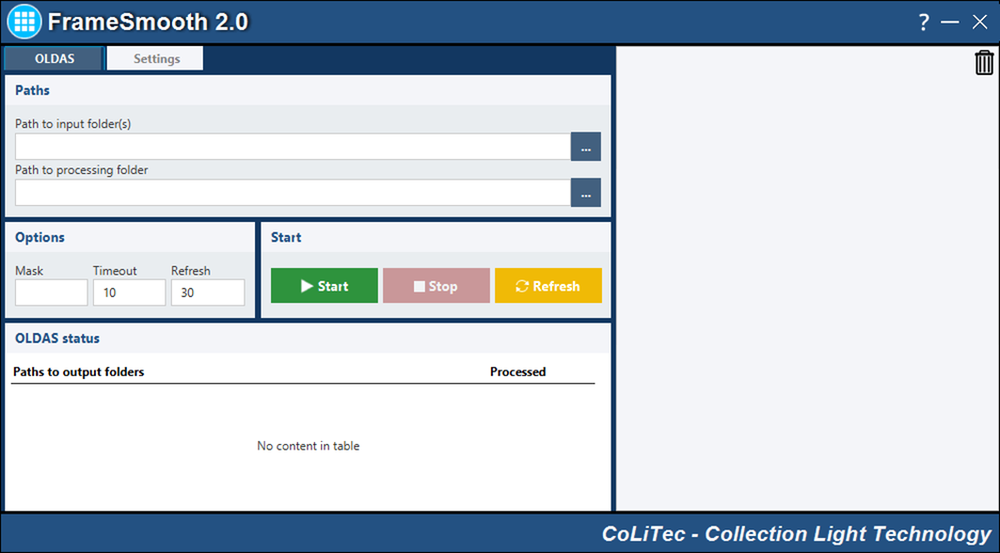 FrameSmooth 2.0
?
OLDAS Settings
Paths
Path to input folder(s)
...
Path to processing folder
...
Options
Mask Timeout Refresh
10 30
Start
Start Stop Refresh
OLDAS status
Paths to output folders Processed
No content in table
CoLiTec - Collection Light Technology